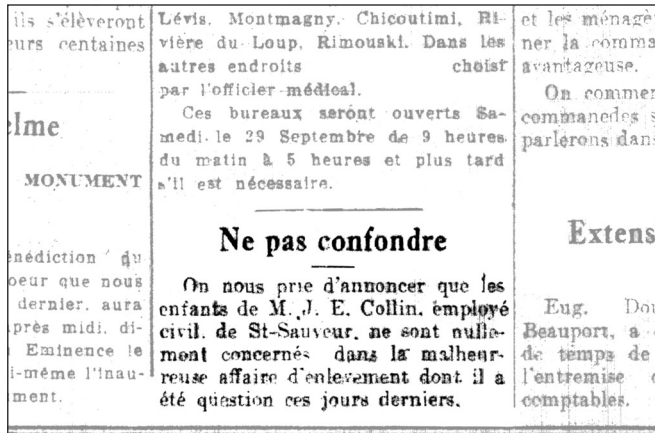 ils s'élèveront
eurs centaines
elme
MONUMENT
énédiction du
oeur que nous
dernier. aura
près midi. di-
Eminence le
i-même l'inau-
ment.
Lévis, Montmagny, Chicoutimi, Ri-
vière du Loup, Rimouski. Dans les
autres endroits choist
par l'officier médical.
Ces bureaux seront ouverts Sa-
medi le 29 Septembre de 9 heures
du matin à 5 heures et plus tard
s'il est nécessaire.
Ne pas confondre
On nous prie d'annoncer que les
enfants de M. J. E. Collin, employé
civil, de St-Sauveur, ne sont nulle-
ment concernés dans la malheu-
reuse affaire d'enlevement dont il a
été question ces jours derniers.
et les ménagè
ner la comma
avantageuse.
On commen
commanedes s
parlerons dans
Extens
Eug. Dou
Beauport, a
de temps de
l'entremise
comptables.